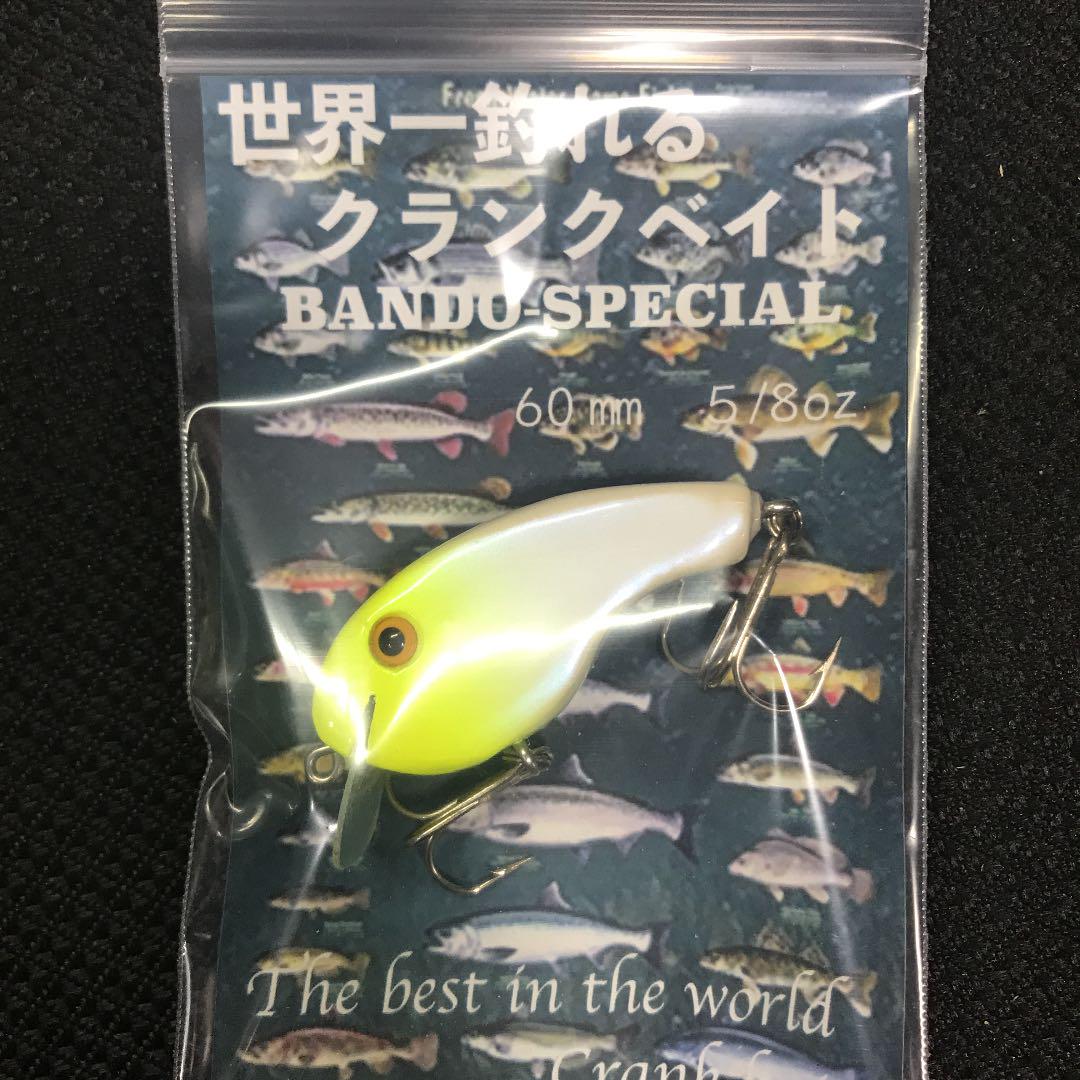 世界一釣れる
クランクベイト
BANDO-SPECIAL
60㎜ 5/8oz
The best in the world